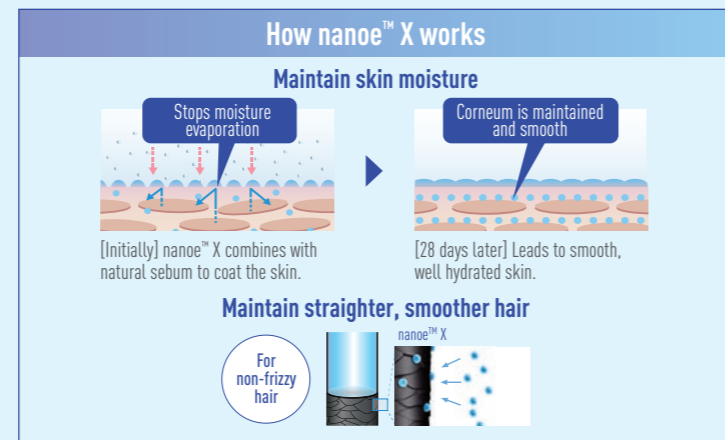 How nanoe™ X works
Maintain skin moisture
Stops moisture
evaporation
Corneum is maintained
and smooth
[Initially] nanoe™ X combines with
natural sebum to coat the skin.
[28 days later] Leads to smooth,
well hydrated skin.
Maintain straighter, smoother hair
For
non-frizzy
hair
nanoe™ X